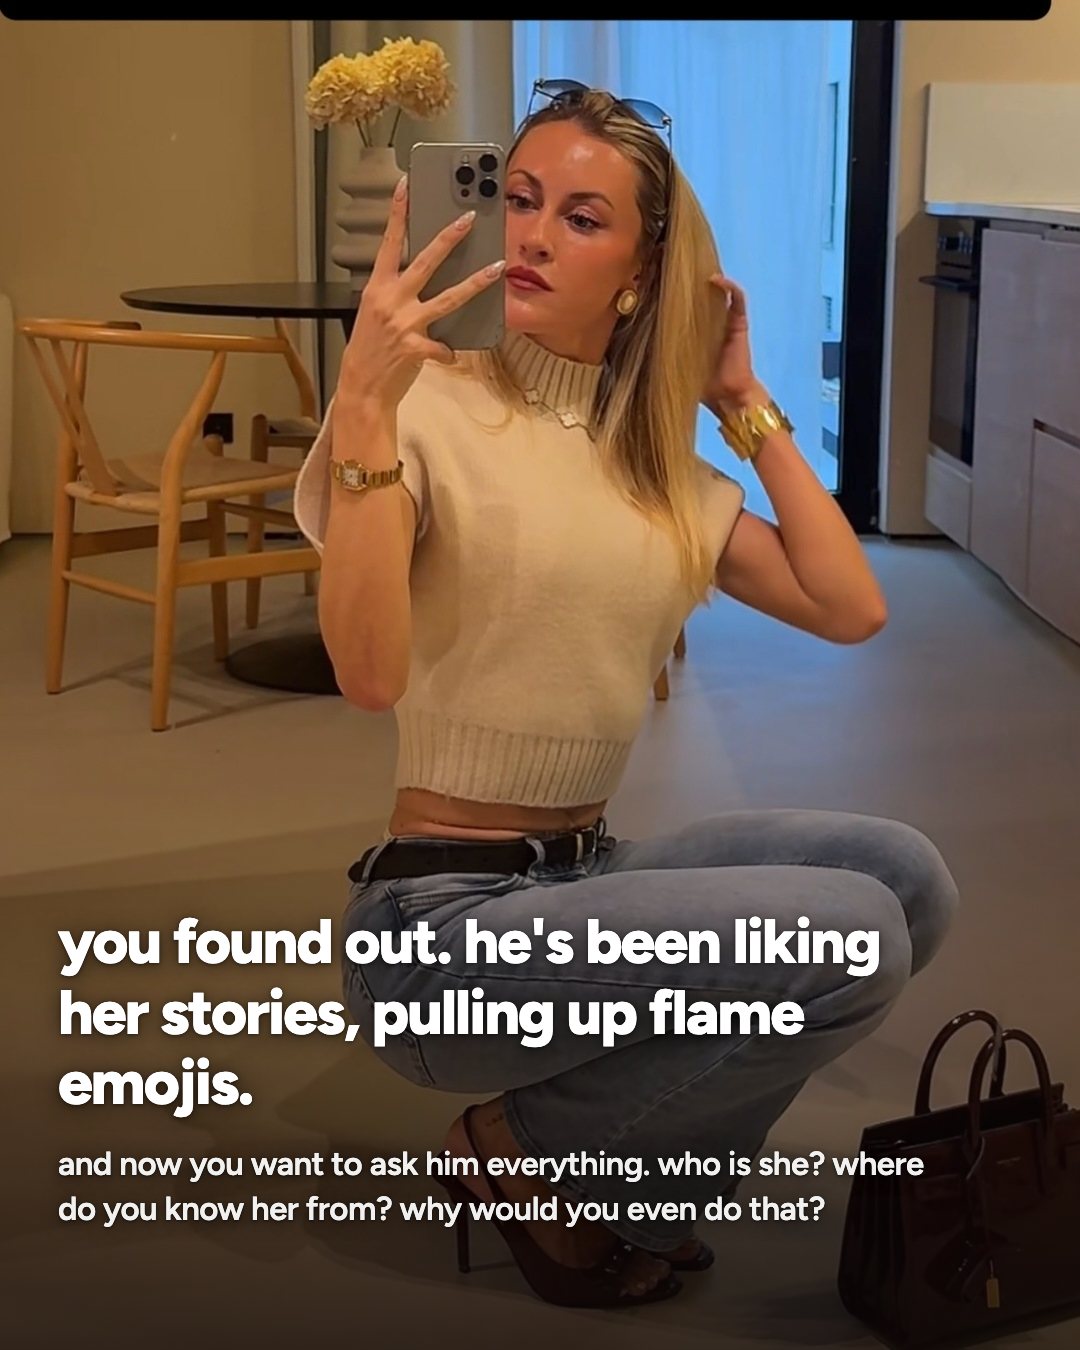 you found out. he's been liking
her stories, pulling up flame
emojis.
and now you want to ask him everything. who is she? where
do you know her from? why would you even do that?